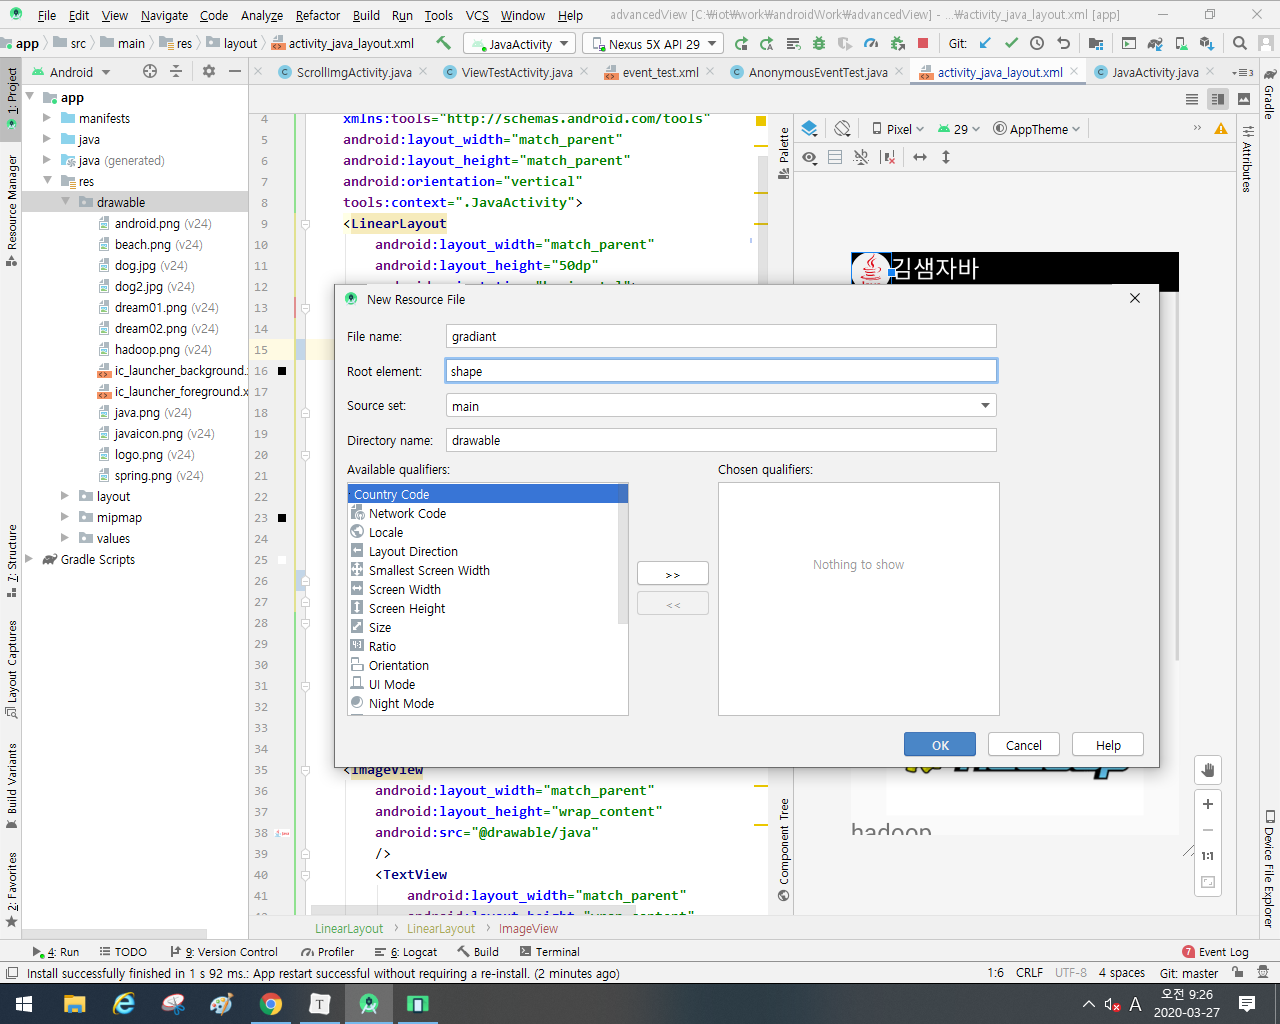 File Edit View Navigate Code Analyze Refactor Build Run Tools VCS Window Help advancedView [C:₩iot₩work₩androidWork₩advancedView] - ...₩activity_java_layout.xml [app]
app src main res layout activity_java_layout.xml JavaActivity Nexus 5X API 29 Git:
Android ScrollImgActivity.java ViewTestActivity.java event_test.xml AnonymousEventTest.java activity_java_layout.xml JavaActivity.java 3
1: Project
Resource Manager
7: Structure
Layout Captures
Build Variants
2: Favorites
app
manifests
java
java (generated)
res
drawable
android.png (v24)
beach.png (v24)
dog.jpg (v24)
dog2.jpg (v24)
dream01.png (v24)
dream02.png (v24)
hadoop.png (v24)
ic_launcher_background.
ic_launcher_foreground.x
java.png (v24)
javaicon.png (v24)
logo.png (v24)
spring.png (v24)
layout
mipmap
values
Gradle Scripts
4 xmlns:tools="http://schemas.android.com/tools"
5 android:layout_width="match_parent"
6 android:layout_height="match_parent"
7 android:orientation="vertical"
8 tools:context=".JavaActivity">
9 <LinearLayout
10 android:layout_width="match_parent"
11 android:layout_height="50dp"
12
13
14
15
16
17
18
19
20
21
22
23
24
25
26
27
28
29
30
31
32
33
34
35 <ImageView
36 android:layout_width="match_parent"
37 android:layout_height="wrap_content"
38 android:src="@drawable/java"
39 />
40 <TextView
41 android:layout_width="match_parent"
LinearLayout LinearLayout ImageView
Palette
Component Tree
Pixel 29 AppTheme
김샘자바
hadoop
1:1
Gradle
Attributes
Device File Explorer
New Resource File
File name: gradiant
Root element: shape
Source set: main
Directory name: drawable
Available qualifiers: Chosen qualifiers:
Country Code
Network Code
Locale
Layout Direction
Smallest Screen Width
Screen Width
Screen Height
Size
Ratio
Orientation
UI Mode
Night Mode
>>
<<
Nothing to show
OK Cancel Help
4: Run TODO 9: Version Control Profiler 6: Logcat Build Terminal 7 Event Log
Install successfully finished in 1 s 92 ms.: App restart successful without requiring a re-install. (2 minutes ago) 1:6 CRLF UTF-8 4 spaces Git: master
T A 오전 9:26
2020-03-27